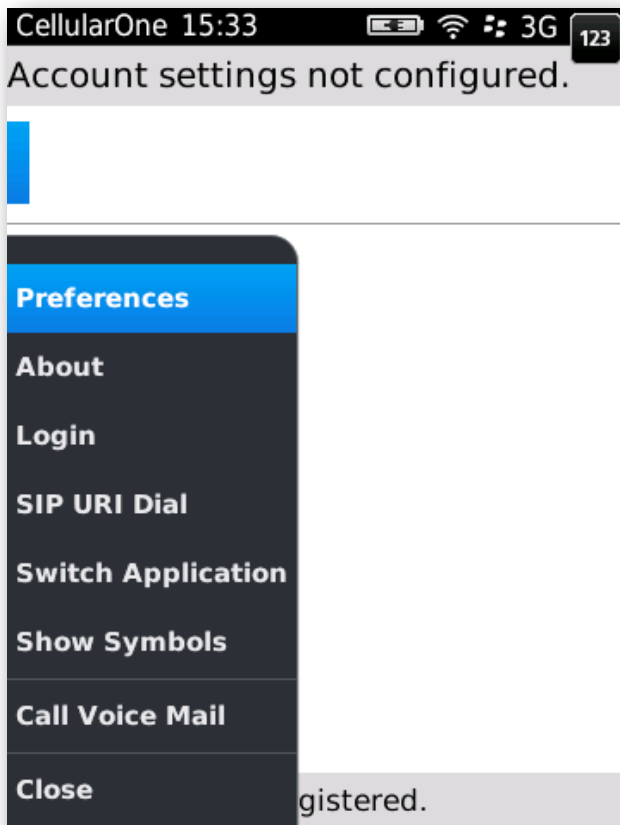 CellularOne 15:33 3G 123
Account settings not configured.
Preferences
About
Login
SIP URI Dial
Switch Application
Show Symbols
Call Voice Mail
Close
gistered.